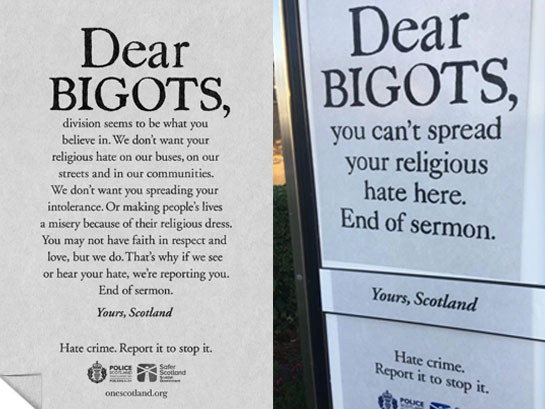 Dear
BIGOTS,
division seems to be what you
believe in. We don't want your
religious hate on our buses, on our
streets and in our communities.
We don't want you spreading your
intolerance. Or making people's lives
a misery because of their religious dress.
You may not have faith in respect and
love, but we do. That's why if we see
or hear your hate, we're reporting you.
End of sermon.
Yours, Scotland
Hate crime. Report it to stop it.
POLICE
SCOTLAND
Safer
Scotland
Scottish
Government
onescotland.org
Dear
BIGOTS,
you can't spread
your religious
hate here.
End of sermon.
Yours, Scotland
Hate crime.
Report it to stop it.
POLICE
SCOTLAND
Safer
Scotland